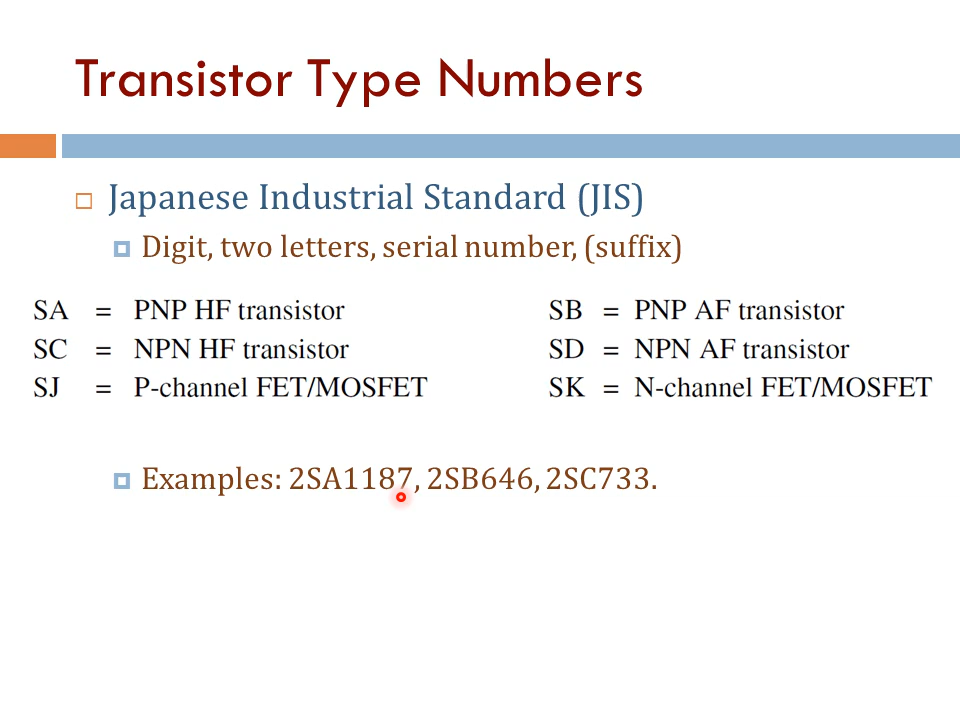 Transistor Type Numbers
Japanese Industrial Standard (JIS)
Digit, two letters, serial number, (suffix)
SA = PNP HF transistor SB = PNP AF transistor
SC = NPN HF transistor SD = NPN AF transistor
SJ = P-channel FET/MOSFET SK = N-channel FET/MOSFET
Examples: 2SA1187, 2SB646, 2SC733.